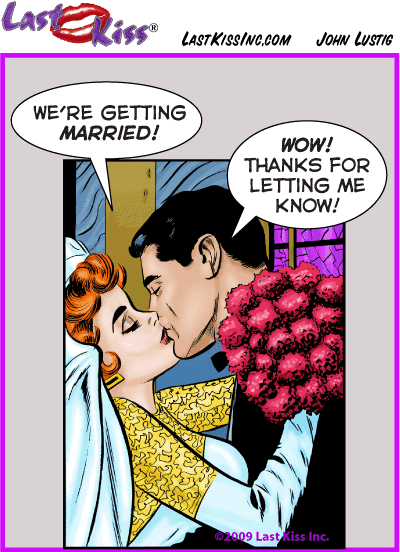 Last Kiss®
LastKissInc.com John Lustig
WE'RE GETTING
MARRIED!
WOW!
THANKS FOR
LETTING ME
KNOW!
©2009 Last Kiss Inc.